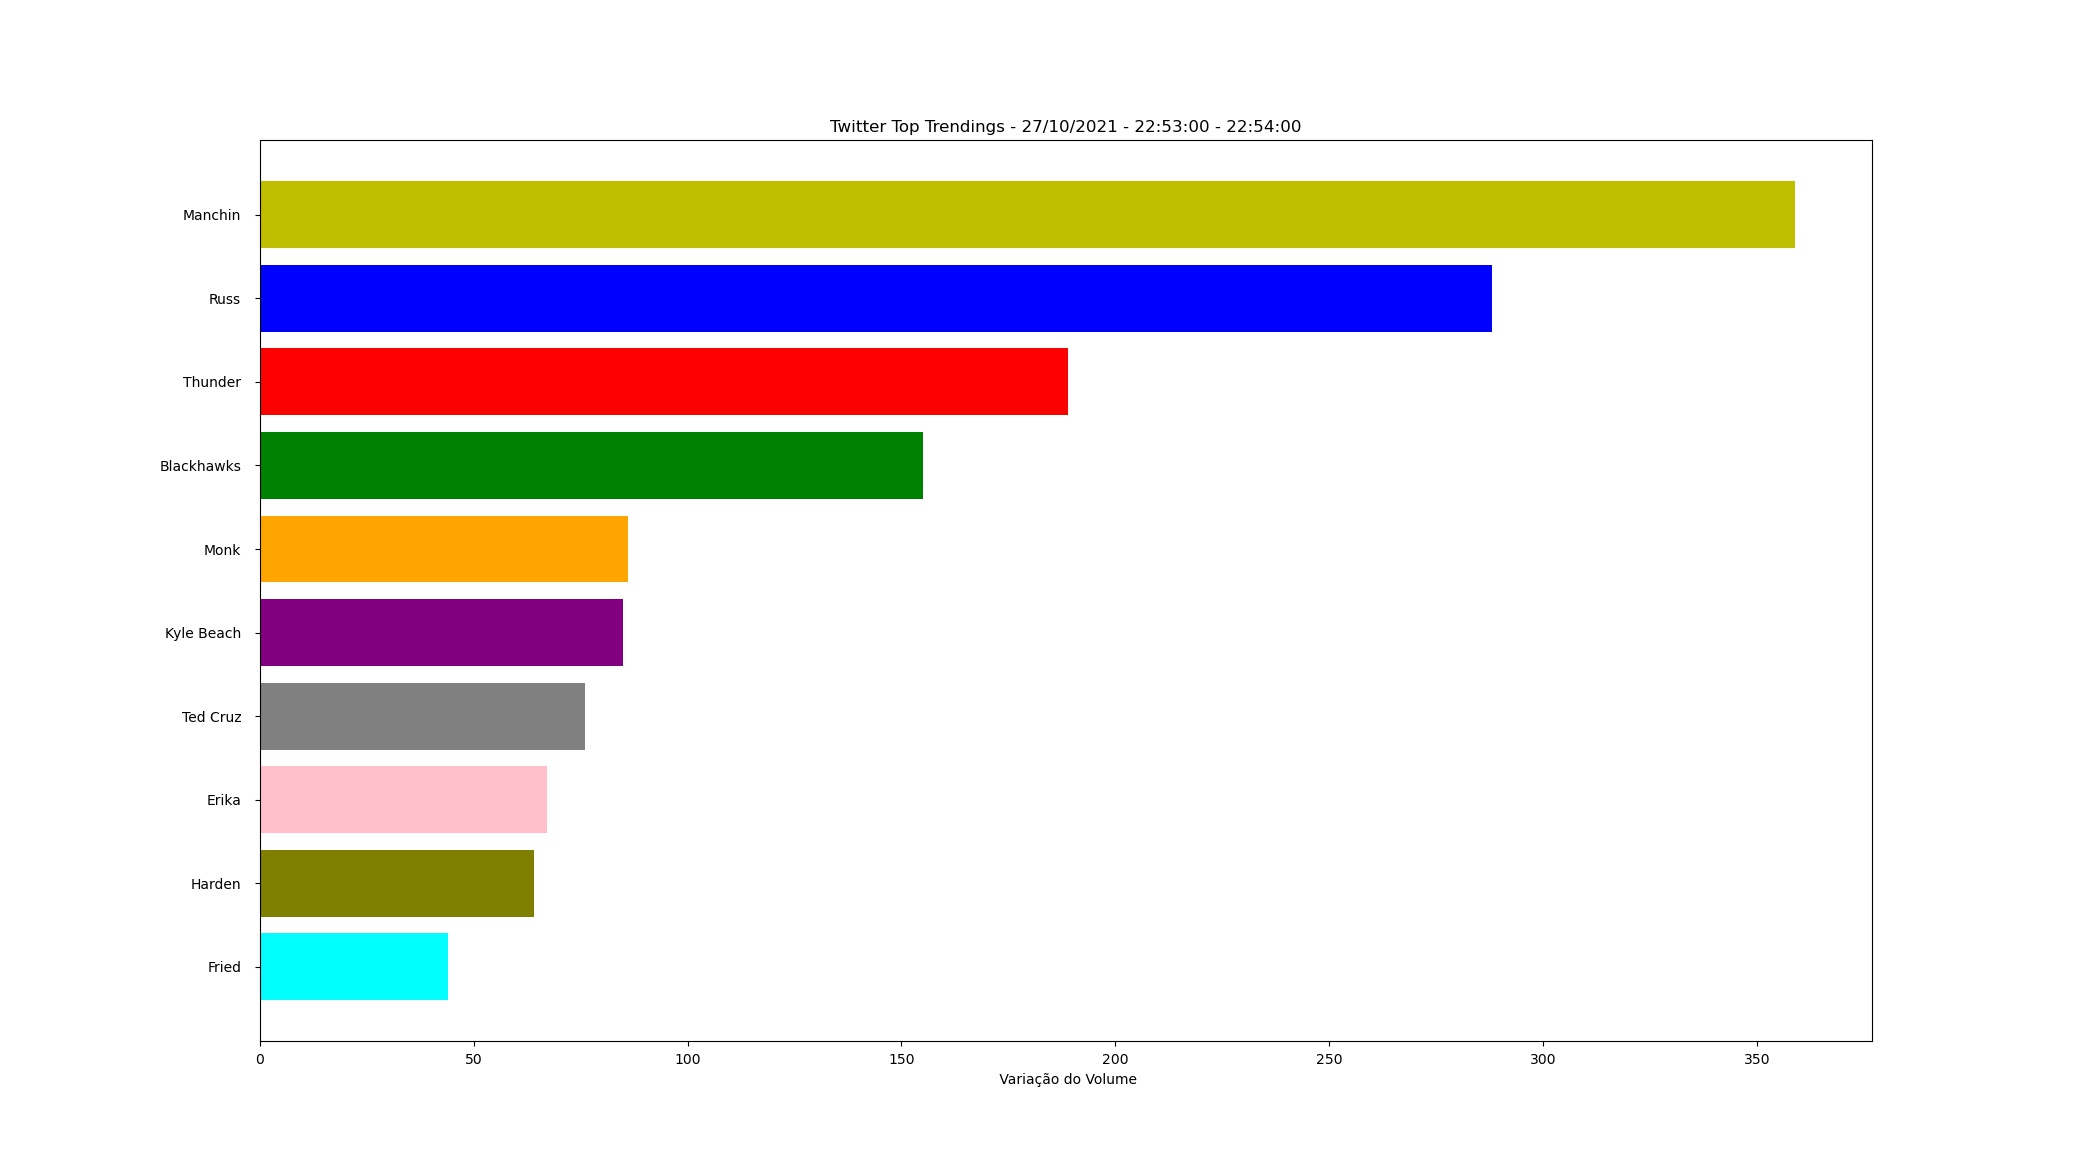 Twitter Top Trendings - 27/10/2021 - 22:53:00 - 22:54:00
Manchin
Russ
Thunder
Blackhawks
Monk
Kyle Beach
Ted Cruz
Erika
Harden
Fried
0 50 100 150 200 250 300 350
Variação do Volume